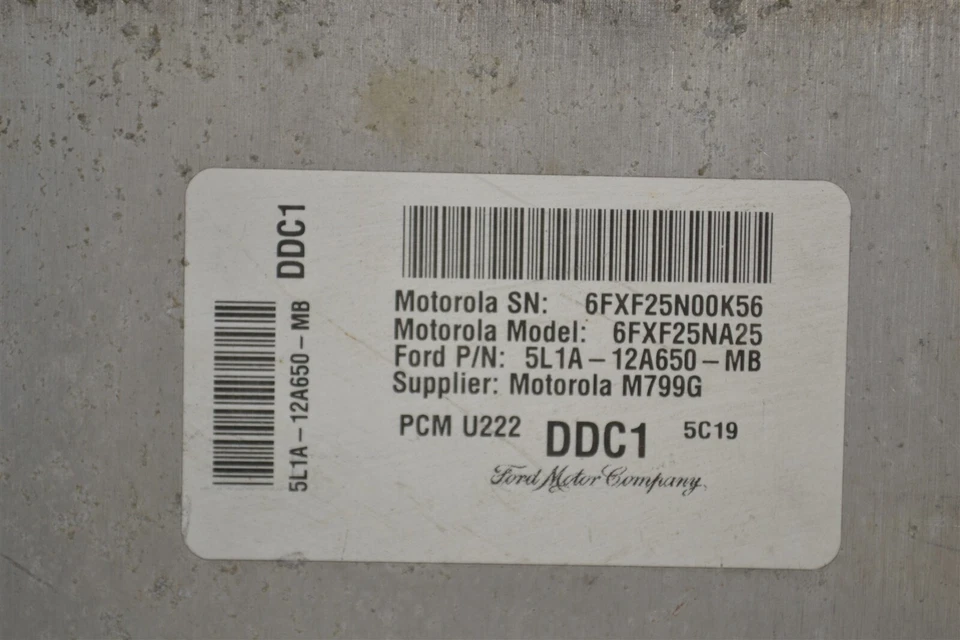 DDC1
5L1A-12A650-MB
Motorola SN: 6FXF25N00K56
Motorola Model: 6FXF25NA25
Ford P/N: 5L1A-12A650-MB
Supplier: Motorola M799G
PCM U222 DDC1 5C19
Ford Motor Company